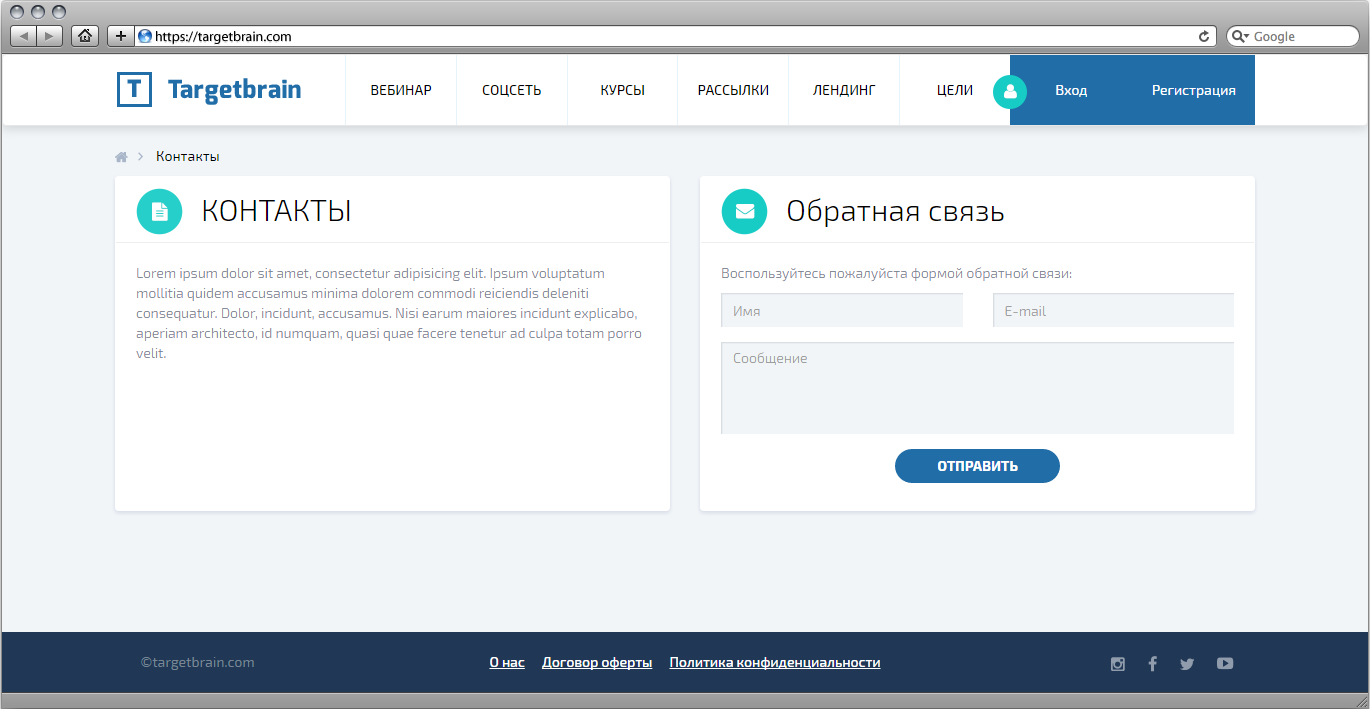 https://targetbrain.com
Google
T Targetbrain
ВЕБИНАР
СОЦСЕТЬ
КУРСЫ
РАССЫЛКИ
ЛЕНДИНГ
ЦЕЛИ
Вход
Регистрация
Контакты
КОНТАКТЫ
Lorem ipsum dolor sit amet, consectetur adipisicing elit. Ipsum voluptatum
mollitia quidem accusamus minima dolorem commodi reiciendis deleniti
consequatur. Dolor, incidunt, accusamus. Nisi earum maiores incidunt explicabo,
aperiam architecto, id numquam, quasi quae facere tenetur ad culpa totam porro
velit.
Обратная связь
Воспользуйтесь пожалуйста формой обратной связи:
Имя
E-mail
Сообщение
ОТПРАВИТЬ
©targetbrain.com
О нас
Договор оферты
Политика конфиденциальности